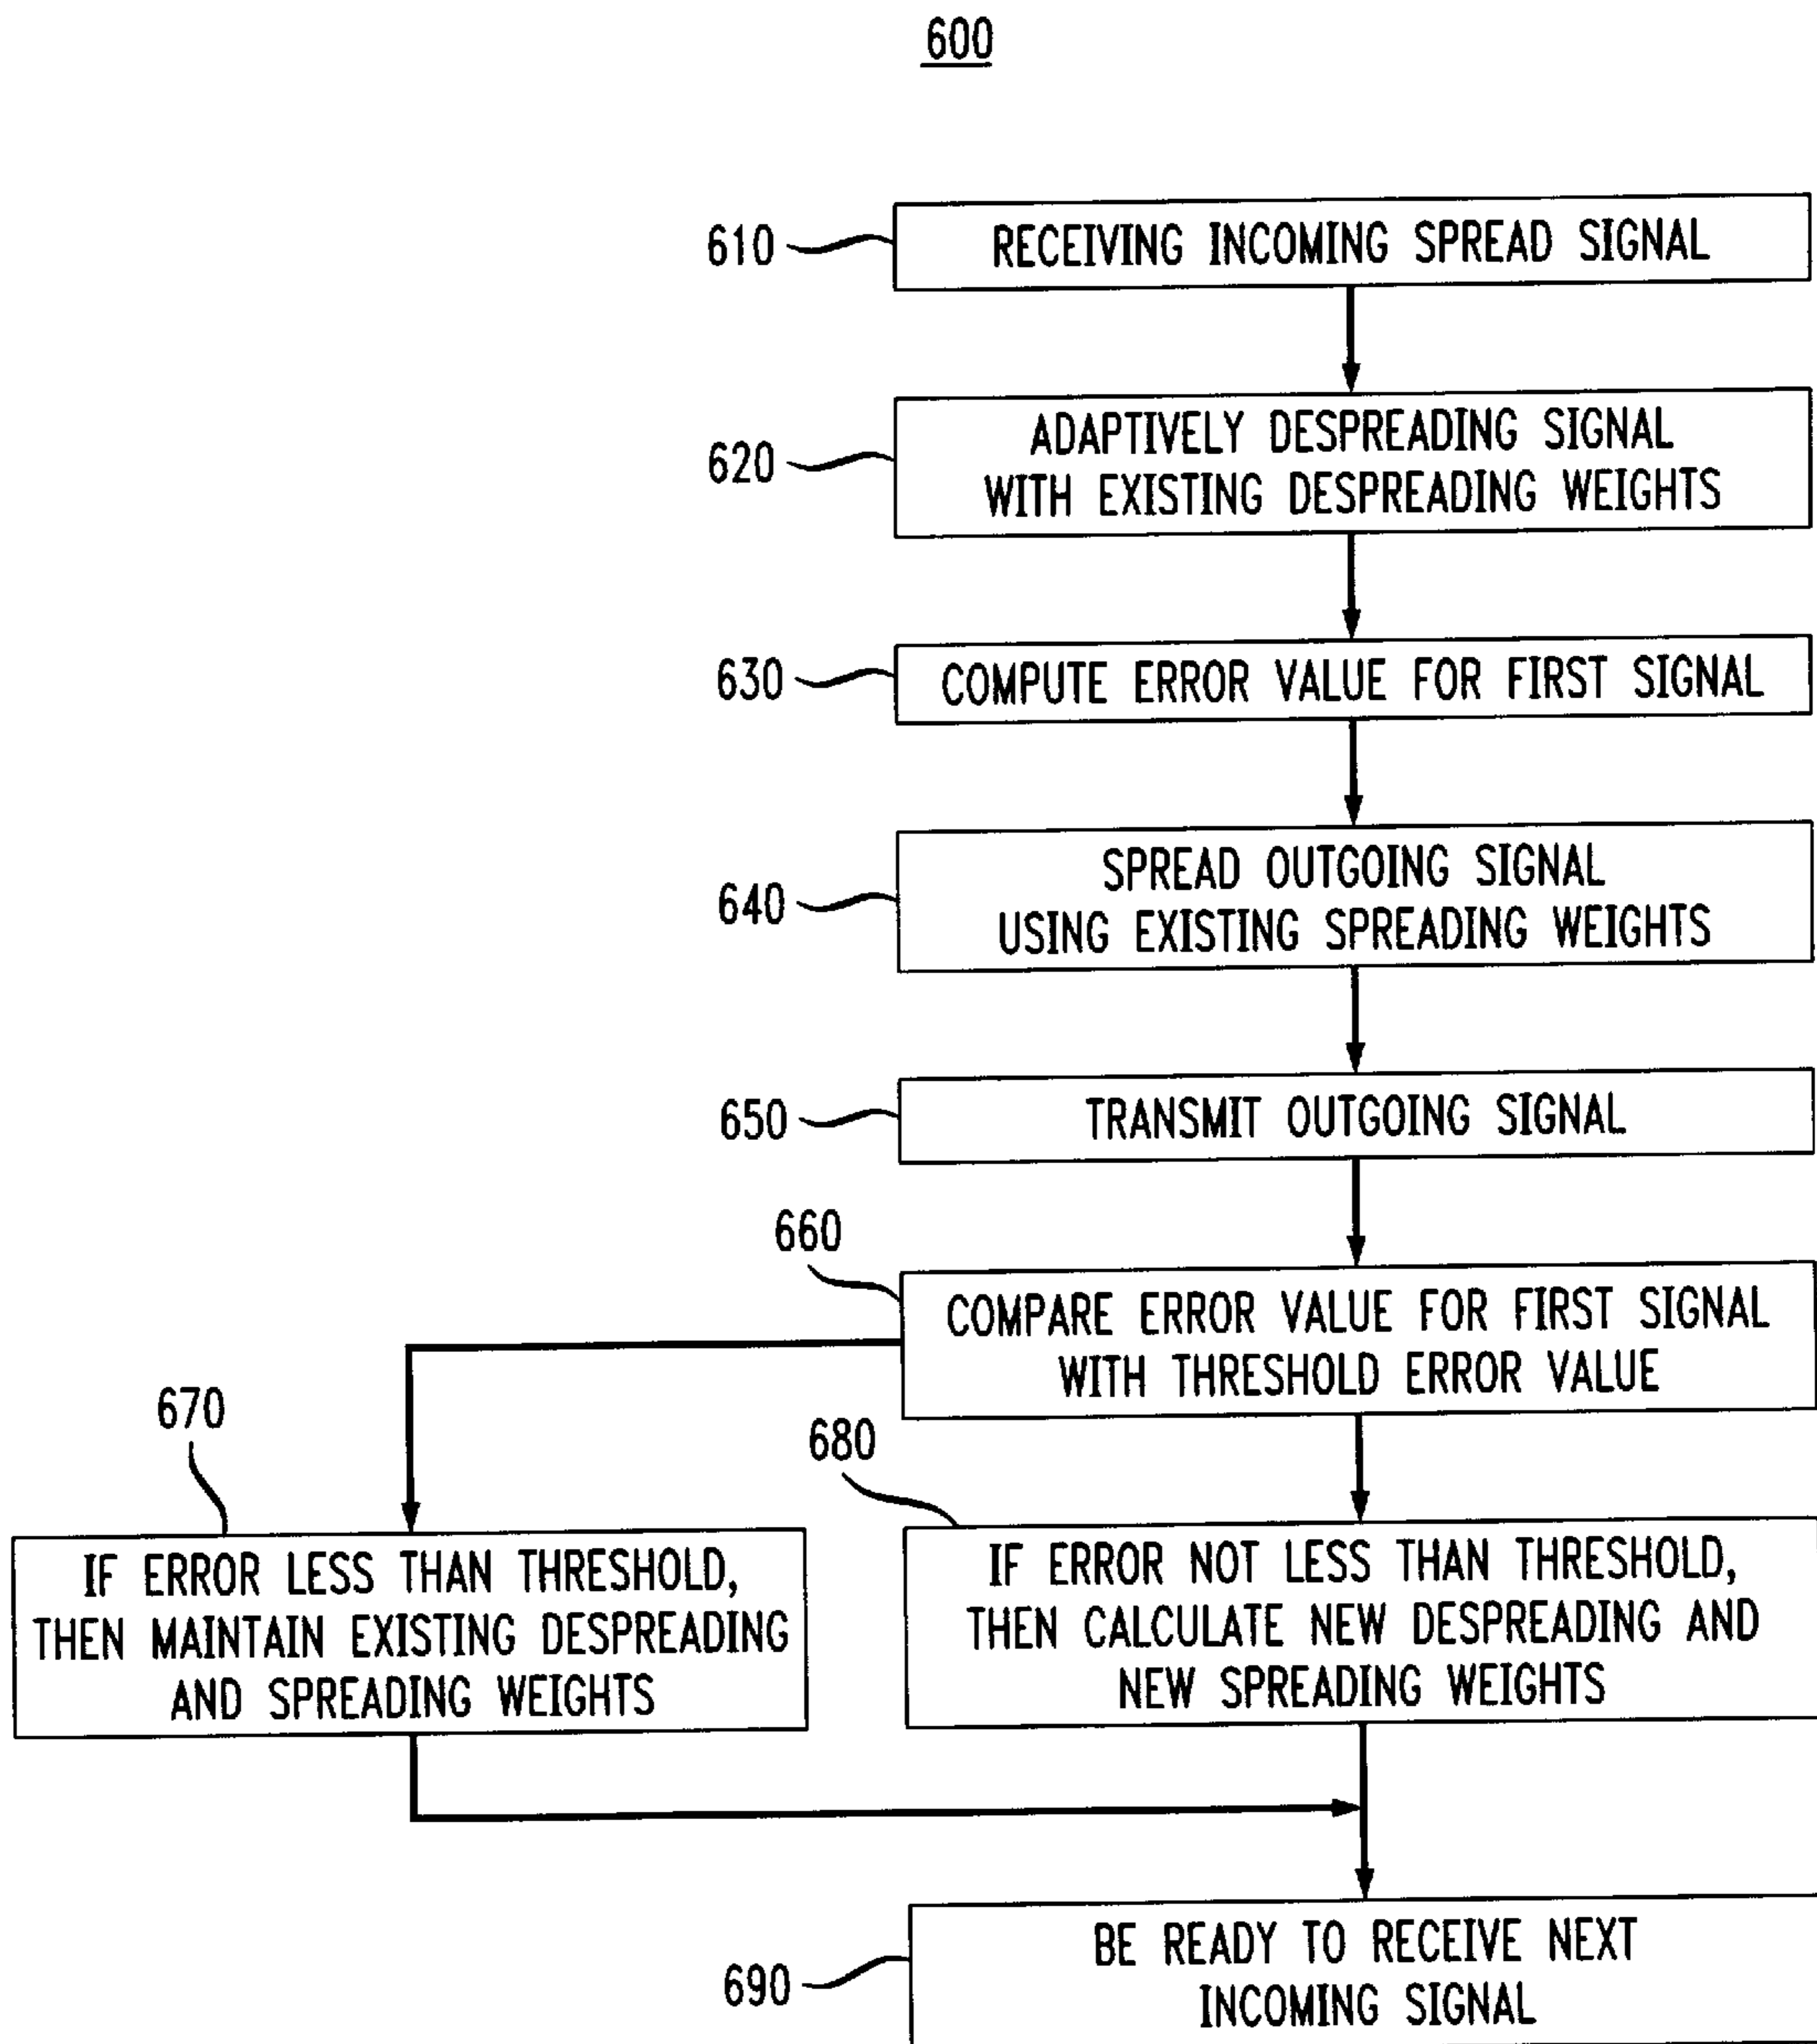 600
610
RECEIVING INCOMING SPREAD SIGNAL
620
ADAPTIVELY DESPREADING SIGNAL
WITH EXISTING DESPREADING WEIGHTS
630
COMPUTE ERROR VALUE FOR FIRST SIGNAL
640
SPREAD OUTGOING SIGNAL
USING EXISTING SPREADING WEIGHTS
650
TRANSMIT OUTGOING SIGNAL
660
COMPARE ERROR VALUE FOR FIRST SIGNAL
WITH THRESHOLD ERROR VALUE
670
IF ERROR LESS THAN THRESHOLD,
THEN MAINTAIN EXISTING DESPREADING
AND SPREADING WEIGHTS
680
IF ERROR NOT LESS THAN THRESHOLD,
THEN CALCULATE NEW DESPREADING AND
NEW SPREADING WEIGHTS
690
BE READY TO RECEIVE NEXT
INCOMING SIGNAL